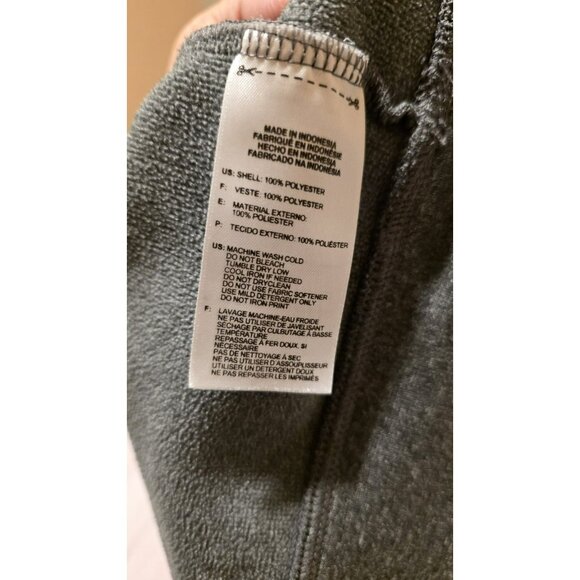 MADE IN INDONESIA
FABRIQUÉ EN INDONÉSIE
HECHO EN INDONÉSIE
FABRICADO NA INDONÉSIA
US: SHELL: 100% POLYESTER
F: VESTE: 100% POLYESTER
E: MATERIAL EXTERNO:
100% POLIESTER
P: TECIDO EXTERNO: 100% POLIÉSTER
US: MACHINE WASH COLD
DO NOT BLEACH
TUMBLE DRY LOW
COOL IRON IF NEEDED
DO NOT DRYCLEAN
DO NOT USE FABRIC SOFTENER
USE MILD DETERGENT ONLY
DO NOT IRON PRINT
F: LAVAGE MACHINE-EAU FROIDE
NE PAS UTILISER DE JAVELISANT
SÉCHAGE PAR CULBUTAGE À BASSE
TEMPÉRATURE
REPASSAGE À FER DOUX, SI
NÉCESSAIRE
PAS DE NETTOYAGE À SEC
NE PAS UTILISER D'ASSOUPLISSEUR
UTILISER UN DETERGENT DOUX
NE PAS REPASSER LES IMPRIMÉS